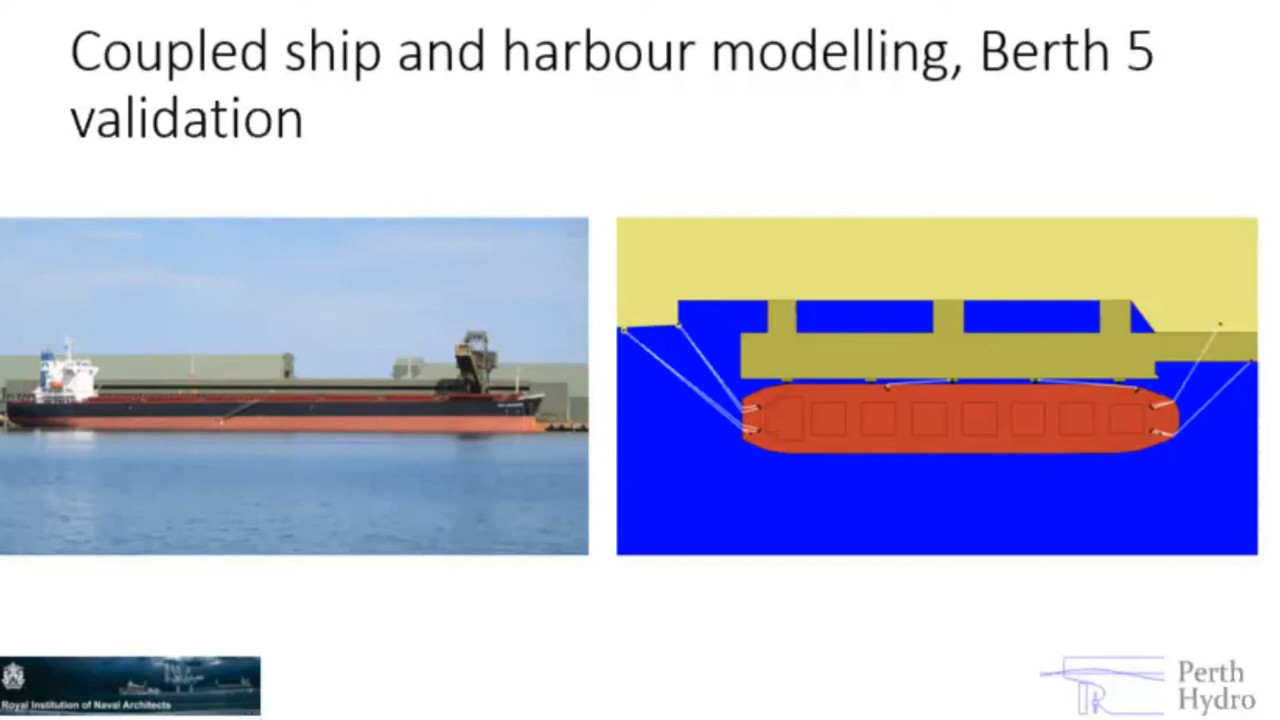 Coupled ship and harbour modelling, Berth 5
validation
Royal Institution of Naval Architects
Perth
Hydro